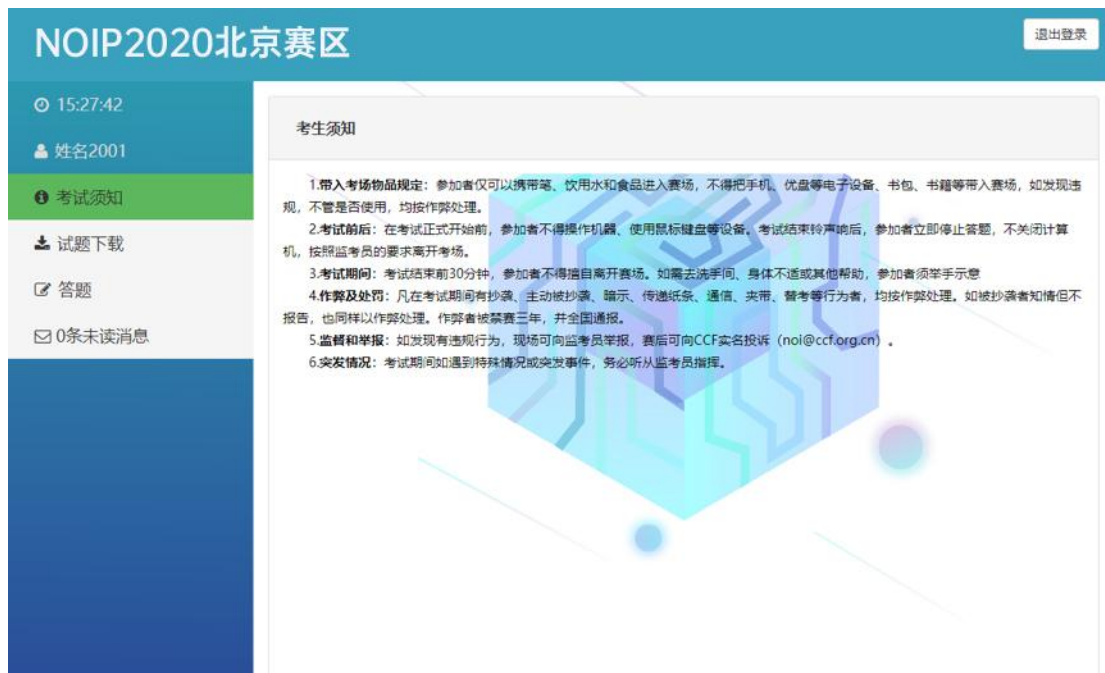 NOIP2020北京赛区
退出登录
15:27:42
姓名2001
考试须知
试题下载
答题
0条未读消息
考生须知
1.带入考场物品规定：参加者仅可以携带笔、饮用水和食品进入赛场，不得把手机、优盘等电子设备、书包、书籍等带入赛场，如发现违
规，不管是否使用，均按作弊处理。
2.考试前后：在考试正式开始前，参加者不得操作机器、使用鼠标键盘等设备。考试结束铃声响后，参加者立即停止答题，不关闭计算
机，按照监考员的要求离开考场。
3.考试期间：考试结束前30分钟，参加者不得擅自离开赛场。如需去洗手间、身体不适或其他帮助，参加者须举手示意
4.作弊及处罚：凡在考试期间有抄袭、主动被抄袭、暗示、传递纸条、通信、夹带、替考等行为者，均按作弊处理。如被抄袭者知情但不
报告，也同样以作弊处理。作弊者被禁赛三年，并全国通报。
5.监督和举报：如发现有违规行为，现场可向监考员举报，赛后可向CCF实名投诉（noi@ccf.org.cn）。
6.突发情况：考试期间如遇到特殊情况或突发事件，务必听从监考员指挥。